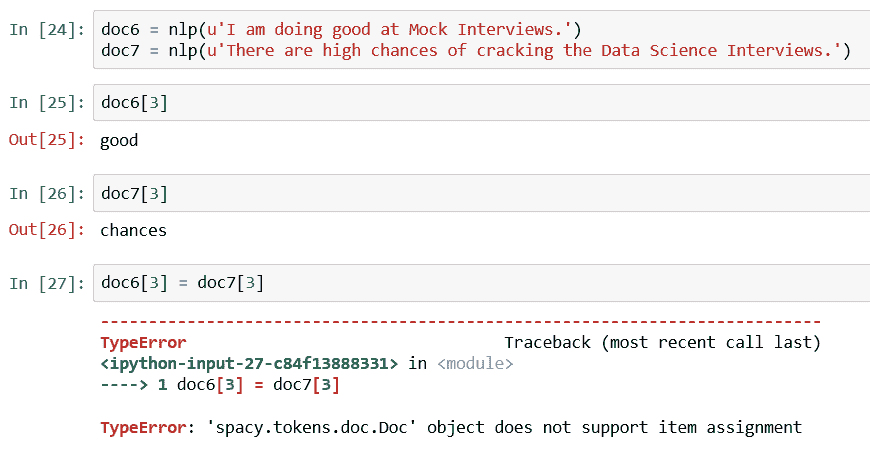 In [24]: doc6 = nlp(u'I am doing good at Mock Interviews.')
doc7 = nlp(u'There are high chances of cracking the Data Science Interviews.')
In [25]: doc6[3]
Out[25]: good
In [26]: doc7[3]
Out[26]: chances
In [27]: doc6[3] = doc7[3]
---------------------------------------------------------------------------
TypeError                                 Traceback (most recent call last)
<ipython-input-27-c84f13888331> in <module>
----> 1 doc6[3] = doc7[3]
TypeError: 'spacy.tokens.doc.Doc' object does not support item assignment